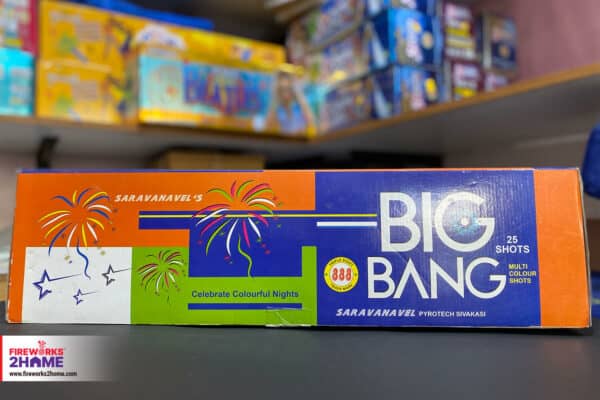 SARAVANAVEL'S
BIG
BANG
25
SHOTS
MULTI
COLOUR
SHOTS
888
Celebrate Colourful Nights
SARAVANAVEL PYROTECH SIVAKASI
FIREWORKS
2HOME
www.fireworks2home.com